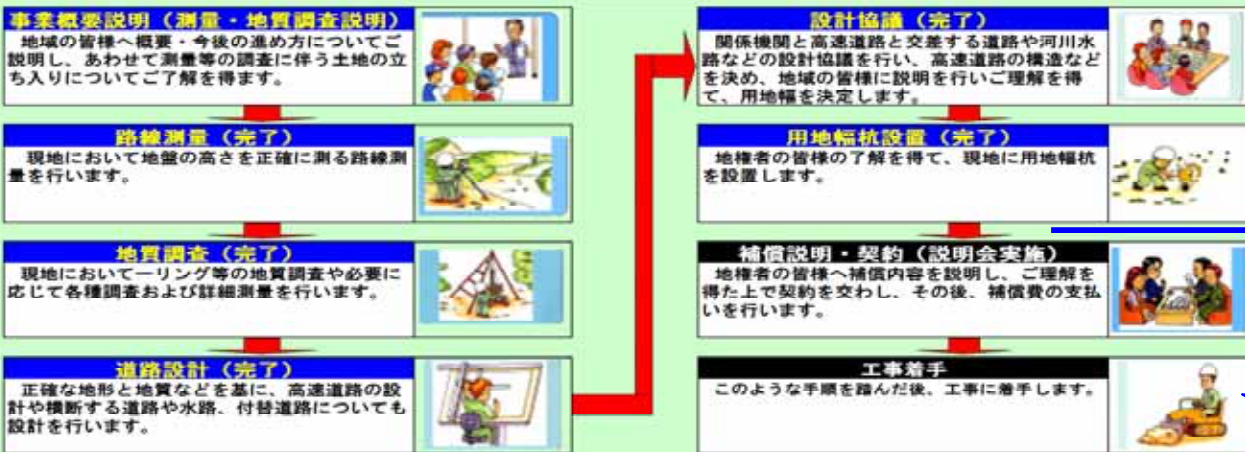 事業概要説明（測量・地質調査説明）
地域の皆様へ概要・今後の進め方についてご
説明し、あわせて測量等の調査に伴う土地の立
ち入りについてご了解を得ます。
路線測量（完了）
現地において地盤の高さを正確に測る路線測
量を行います。
地質調査（完了）
現地において一リング等の地質調査や必要に
応じて各種調査および詳細測量を行います。
道路設計（完了）
正確な地形と地質などを基に、高速道路の設
計や横断する道路や水路、付替道路についても
設計を行います。
設計協議（完了）
関係機関と高速道路と交差する道路や河川水
路などの設計協議を行い、高速道路の構造など
を決め、地域の皆様に説明を行いご理解を得
て、用地幅を決定します。
用地幅杭設置（完了）
地権者の皆様の了解を得て、現地に用地幅杭
を設置します。
補償説明・契約（説明会実施）
地権者の皆様へ補償内容を説明し、ご理解を
得た上で契約を交わし、その後、補償費の支払
いを行います。
工事着手
このような手順を踏んだ後、工事に着手します。